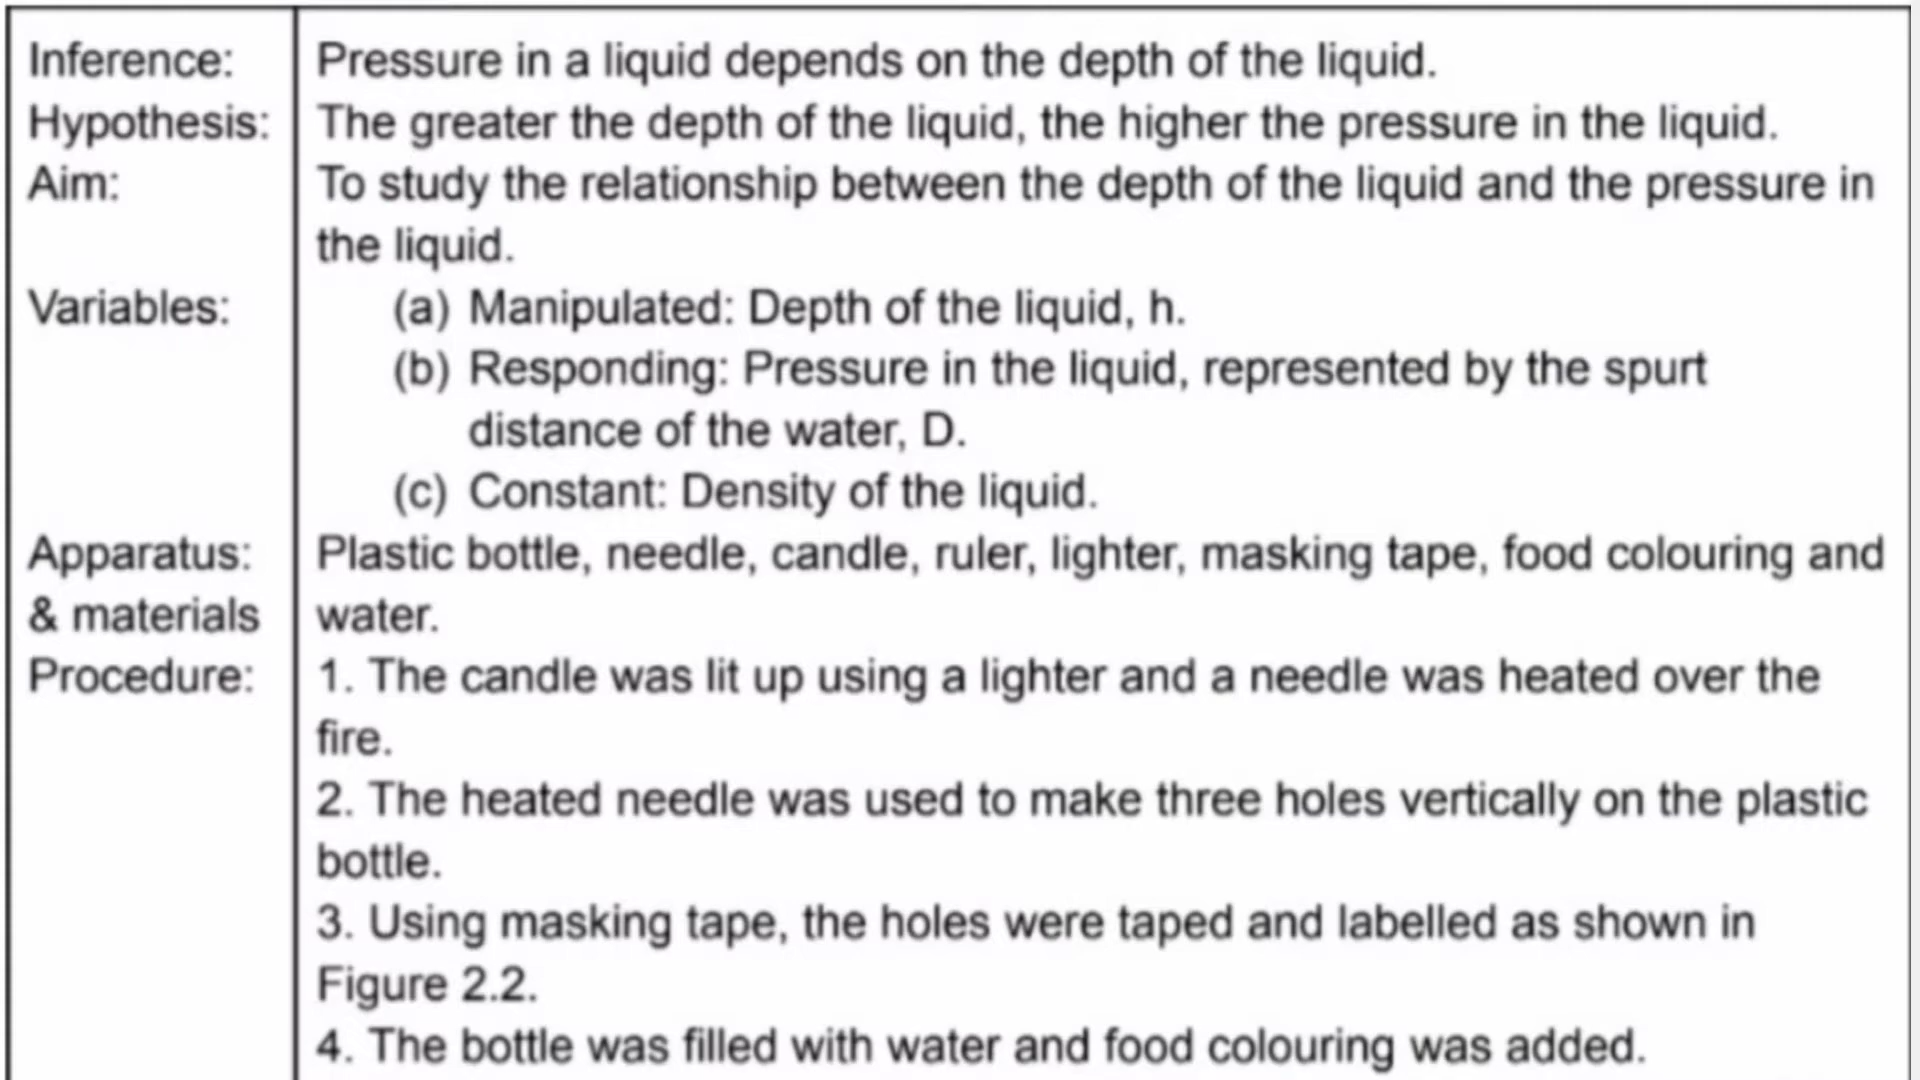 Inference: Pressure in a liquid depends on the depth of the liquid.
Hypothesis: The greater the depth of the liquid, the higher the pressure in the liquid.
Aim: To study the relationship between the depth of the liquid and the pressure in
the liquid.
Variables: (a) Manipulated: Depth of the liquid, h.
(b) Responding: Pressure in the liquid, represented by the spurt
distance of the water, D.
(c) Constant: Density of the liquid.
Apparatus: Plastic bottle, needle, candle, ruler, lighter, masking tape, food colouring and
& materials water.
Procedure: 1. The candle was lit up using a lighter and a needle was heated over the
fire.
2. The heated needle was used to make three holes vertically on the plastic
bottle.
3. Using masking tape, the holes were taped and labelled as shown in
Figure 2.2.
4. The bottle was filled with water and food colouring was added.